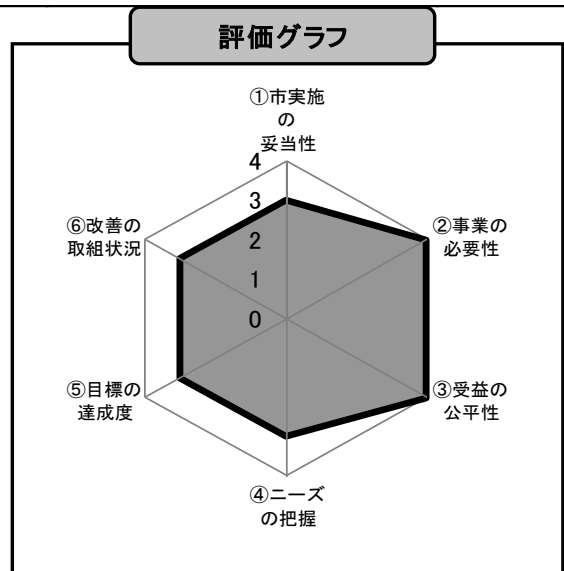 評価グラフ
①市実施
の
妥当性
4
3
2
1
0
②事業の
必要性
③受益の
公平性
④ニーズ
の把握
⑤目標の
達成度
⑥改善の
取組状況